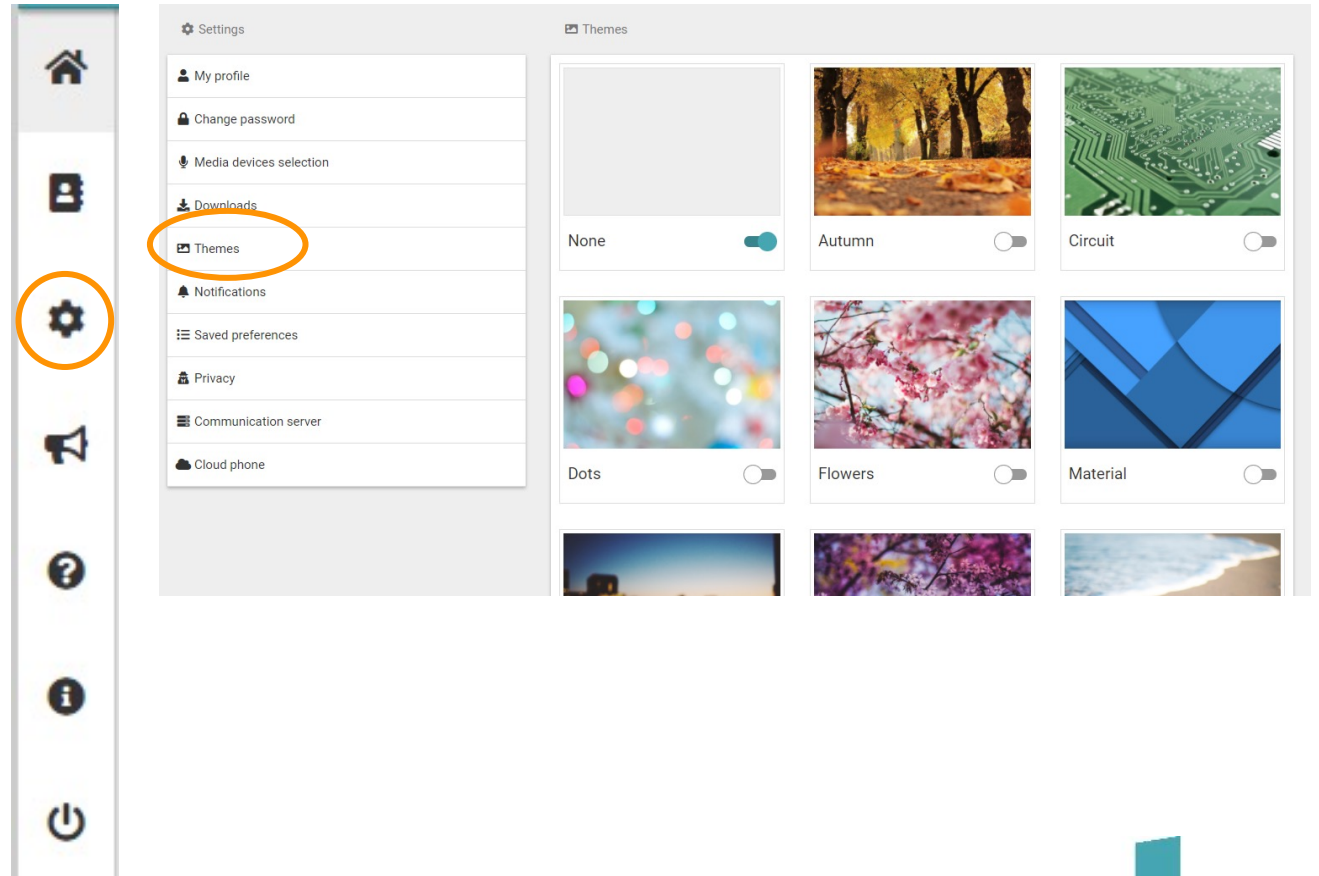 Settings
My profile
Change password
Media devices selection
Downloads
Themes
Notifications
Saved preferences
Privacy
Communication server
Cloud phone
Themes
None
Autumn
Circuit
Dots
Flowers
Material